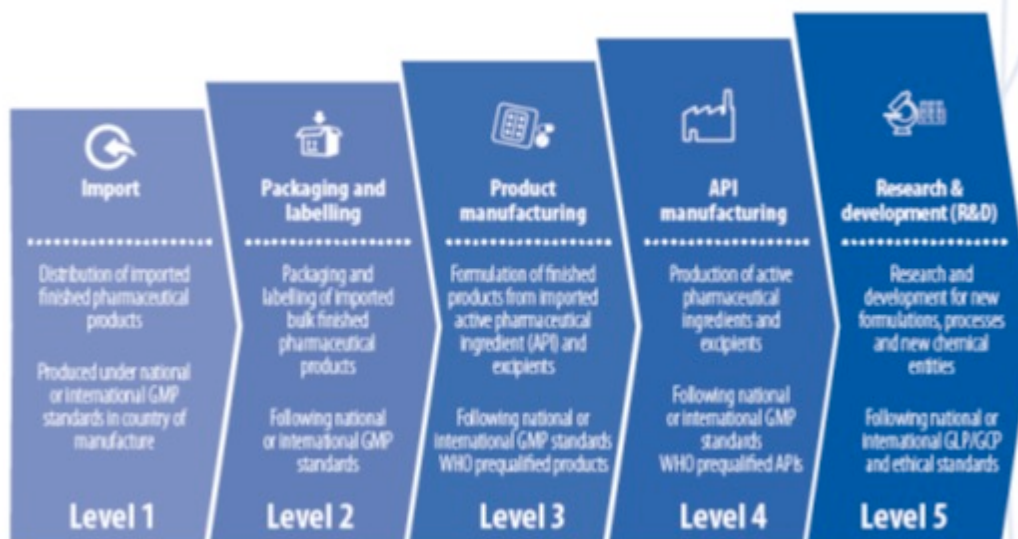 Import
Distribution of imported
finished pharmaceutical
products
Produced under national
or international GMP
standards in country of
manufacture
Level 1
Packaging and
labelling
Packaging and
labelling of imported
bulk finished
pharmaceutical
products
Following national
or international GMP
standards
Level 2
Product
manufacturing
Formulation of finished
products from imported
active pharmaceutical
ingredient (API) and
excipients
Following national or
international GMP standards
WHO prequalified products
Level 3
API
manufacturing
Production of active
pharmaceutical
ingredients and
excipients
Following national
or international GMP
standards
WHO prequalified APIs
Level 4
Research &
development (R&D)
Research and
development for new
formulations, processes
and new chemical
entities
Following national or
international GLP/GCP
and ethical standards
Level 5